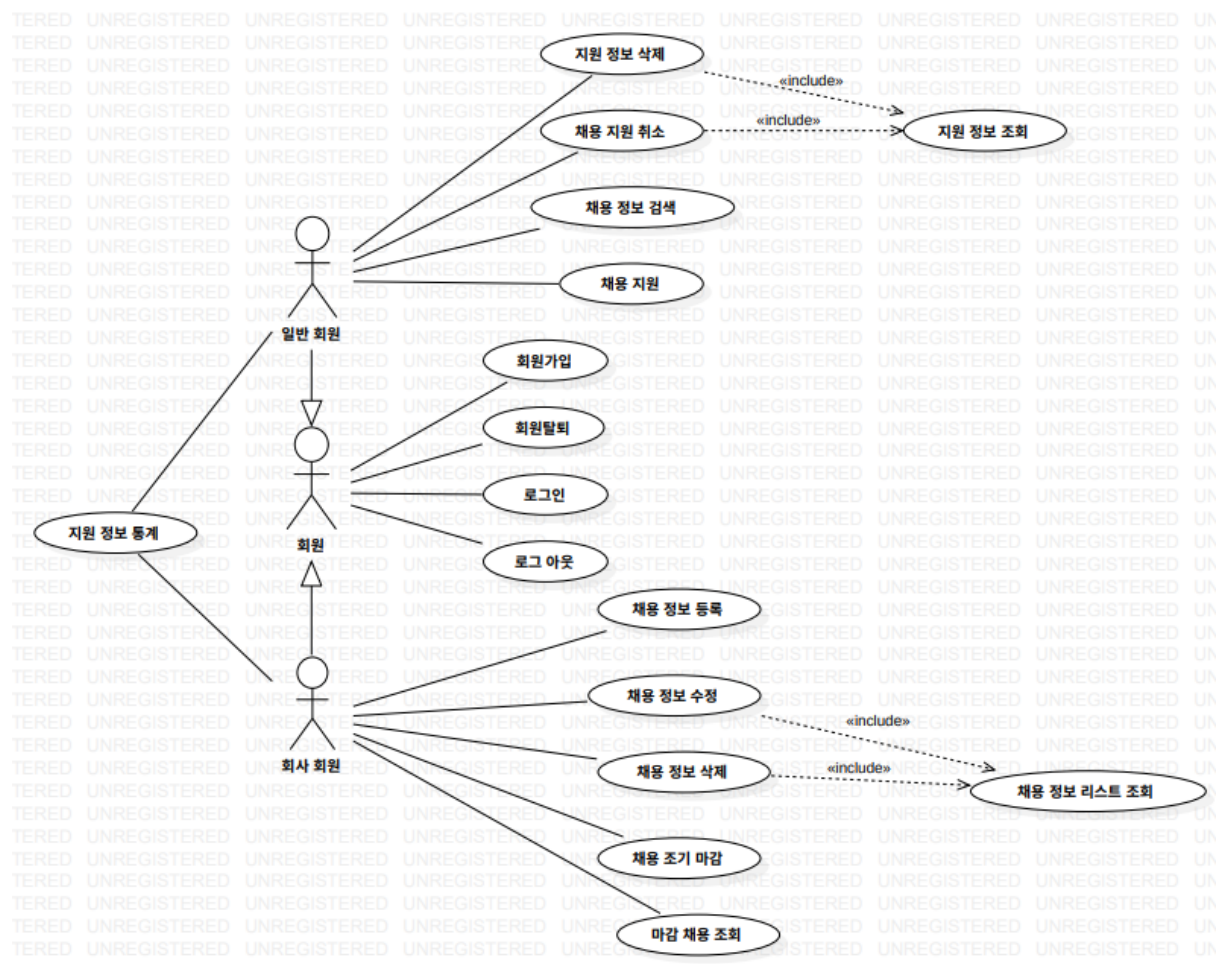 지원 정보 삭제
«include»
채용 지원 취소
«include»
지원 정보 조회
채용 정보 검색
채용 지원
일반 회원
회원가입
회원탈퇴
로그인
지원 정보 통계
회원
로그 아웃
채용 정보 등록
채용 정보 수정
«include»
회사 회원
채용 정보 삭제
«include»
채용 정보 리스트 조회
채용 조기 마감
마감 채용 조회
UNREGISTERED